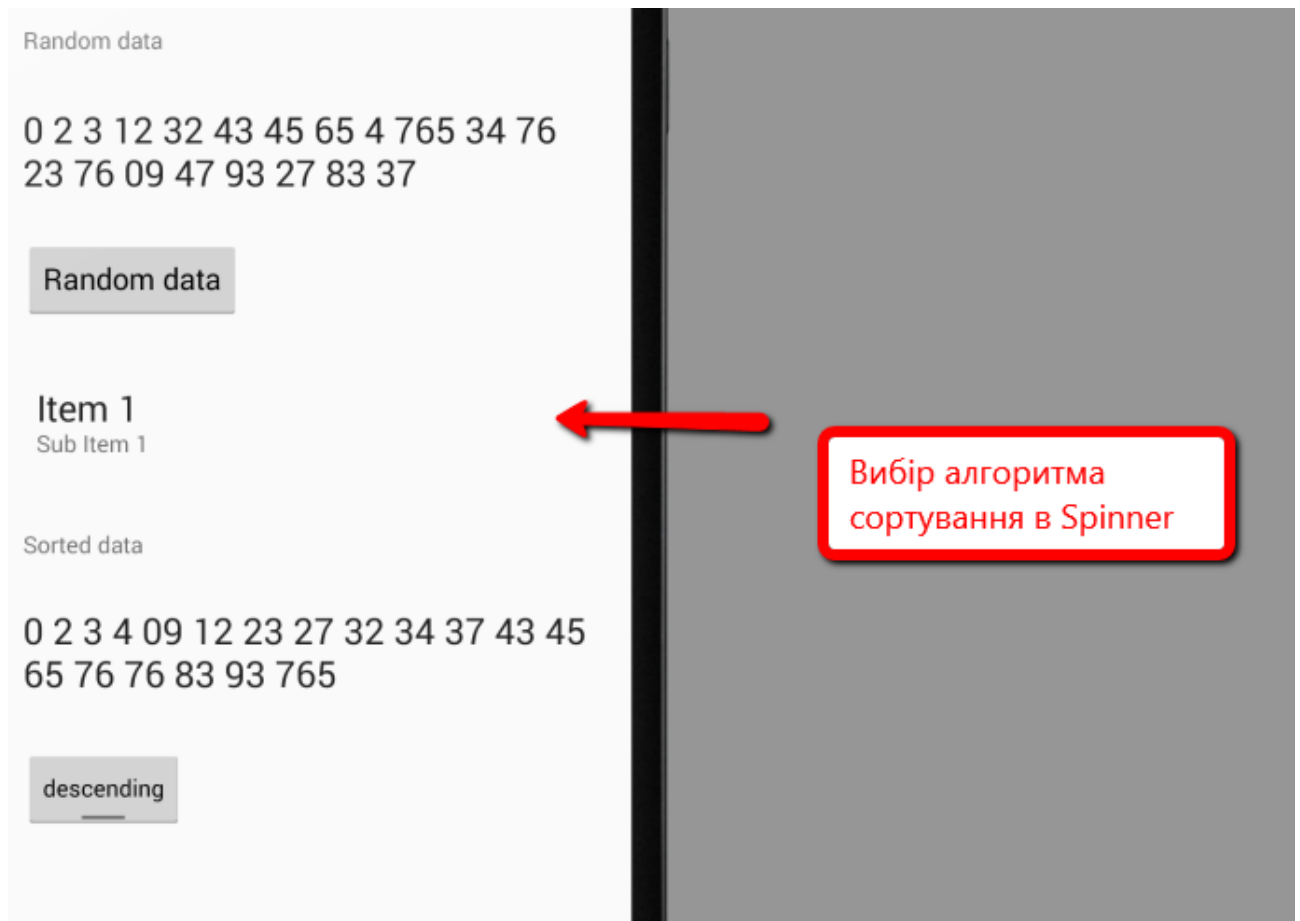 Random data
0 2 3 12 32 43 45 65 4 765 34 76
23 76 09 47 93 27 83 37
Random data
Item 1
Sub Item 1
Вибір алгоритма
сортування в Spinner
Sorted data
0 2 3 4 09 12 23 27 32 34 37 43 45
65 76 76 83 93 765
descending